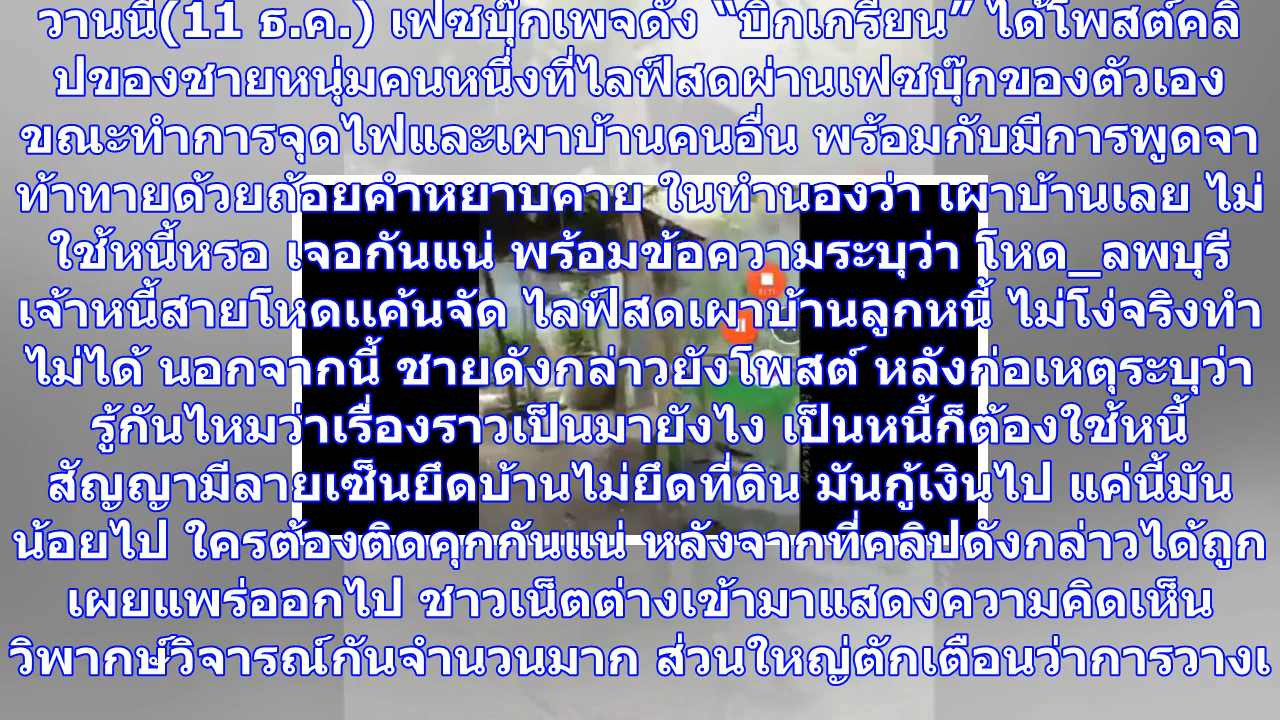 วานนี้(11 ธ.ค.) เฟซบุ๊กเพจดัง “บิ๊กเกรียน” ได้โพสต์คลิ
ปของชายหนุ่มคนหนึ่งที่ไลฟ์สดผ่านเฟซบุ๊กของตัวเอง
ขณะทำการจุดไฟและเผาบ้านคนอื่น พร้อมกับมีการพูดจา
ท้าทายด้วยถ้อยคำหยาบคาย ในทำนองว่า เผาบ้านเลย ไม่
ใช้หนี้หรอ เจอกันแน่ พร้อมข้อความระบุว่า โหด_ลพบุรี
เจ้าหนี้สายโหดแค้นจัด ไลฟ์สดเผาบ้านลูกหนี้ ไม่โง่จริงทำ
ไม่ได้ นอกจากนี้ ชายดังกล่าวยังโพสต์ หลังก่อเหตุระบุว่า
รู้กันไหมว่าเรื่องราวเป็นมายังไง เป็นหนี้ก็ต้องใช้หนี้
สัญญามีลายเซ็นยึดบ้านไม่ยึดที่ดิน มันกู้เงินไป แค่นี้มัน
น้อยไป ใครต้องติดคุกกันแน่ หลังจากที่คลิปดังกล่าวได้ถูก
เผยแพร่ออกไป ชาวเน็ตต่างเข้ามาแสดงความคิดเห็น
วิพากษ์วิจารณ์กันจำนวนมาก ส่วนใหญ่ตักเตือนว่าการวางเ